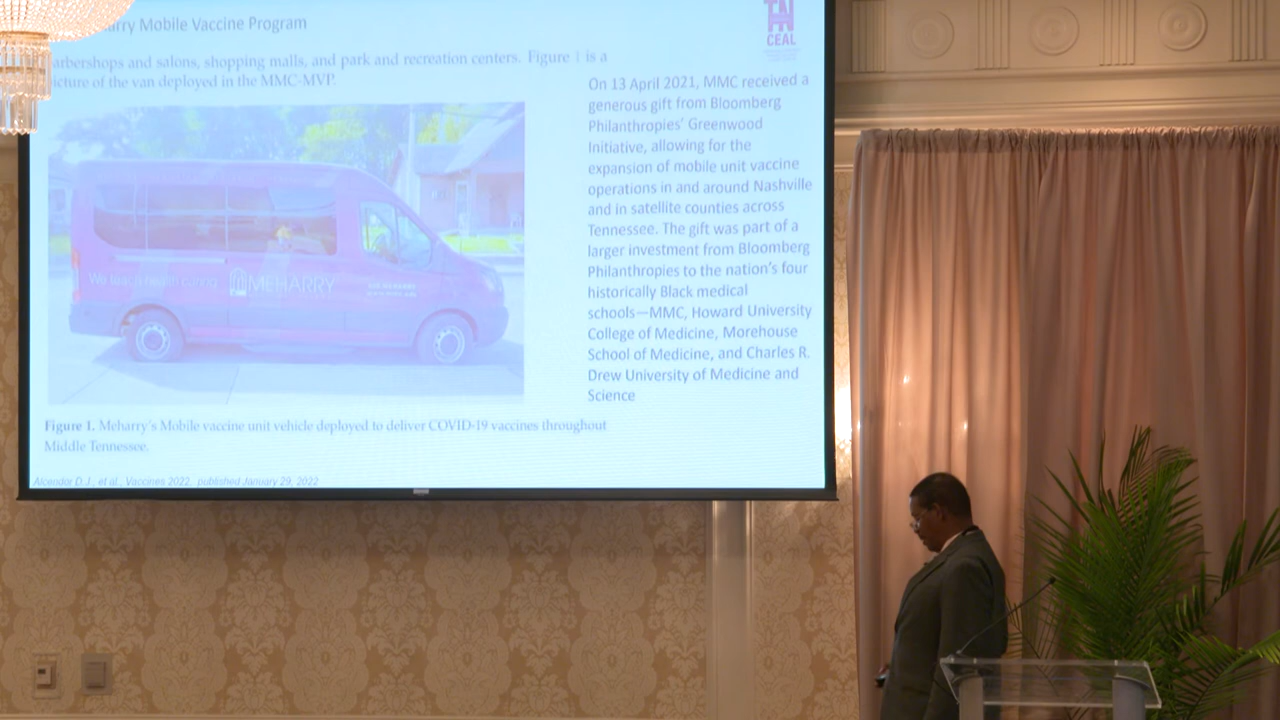 arry Mobile Vaccine Program
TN
CEAL
arbershops and salons, shopping malls, and park and recreation centers. Figure 1 is a
icture of the van deployed in the MMC-MVP.
On 13 April 2021, MMC received a
generous gift from Bloomberg
Philanthropies' Greenwood
Initiative, allowing for the
expansion of mobile unit vaccine
operations in and around Nashville
and in satellite counties across
Tennessee. The gift was part of a
larger investment from Bloomberg
Philanthropies to the nation's four
historically Black medical
schools—MMC, Howard University
College of Medicine, Morehouse
School of Medicine, and Charles R.
Drew University of Medicine and
Science
We teach health caring
MEHARRY
Figure 1. Meharry's Mobile vaccine unit vehicle deployed to deliver COVID-19 vaccines throughout
Middle Tennessee.
Alcendor D.J., et al., Vaccines 2022, published January 29, 2022